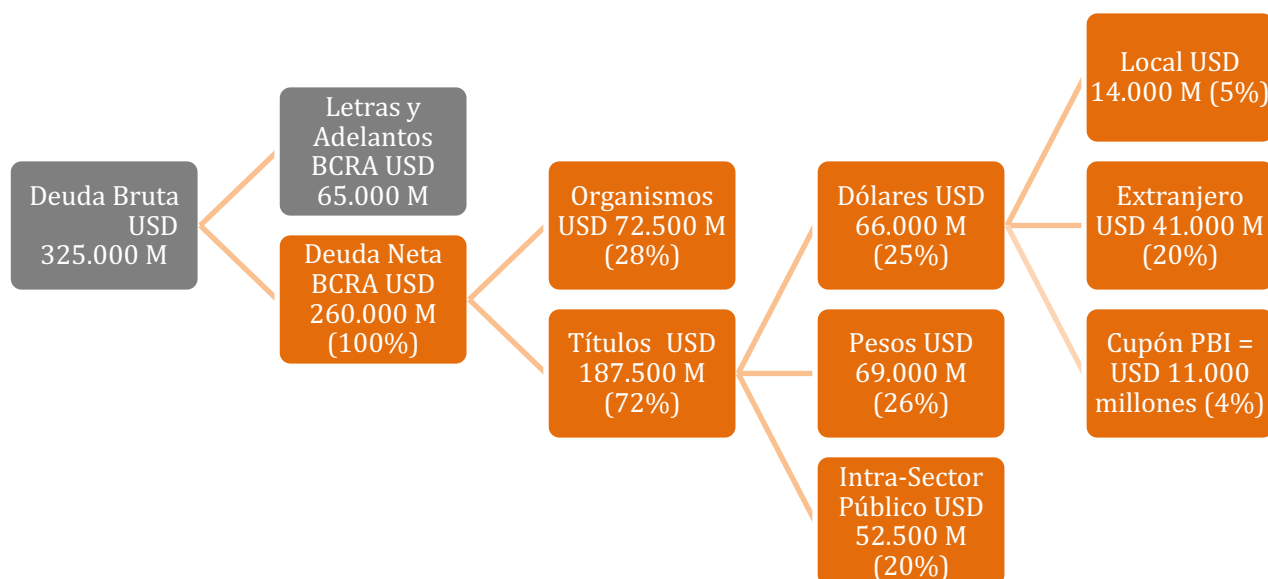 Deuda Bruta
USD
325.000 M
Letras y
Adelantos
BCRA USD
65.000 M
Deuda Neta
BCRA USD
260.000 M
(100%)
Organismos
USD 72.500 M
(28%)
Títulos USD
187.500 M
(72%)
Dólares USD
66.000 M
(25%)
Pesos USD
69.000 M
(26%)
Intra-Sector
Público USD
52.500 M
(20%)
Local USD
14.000 M (5%)
Extranjero
USD 41.000 M
(20%)
Cupón PBI =
USD 11.000
millones (4%)